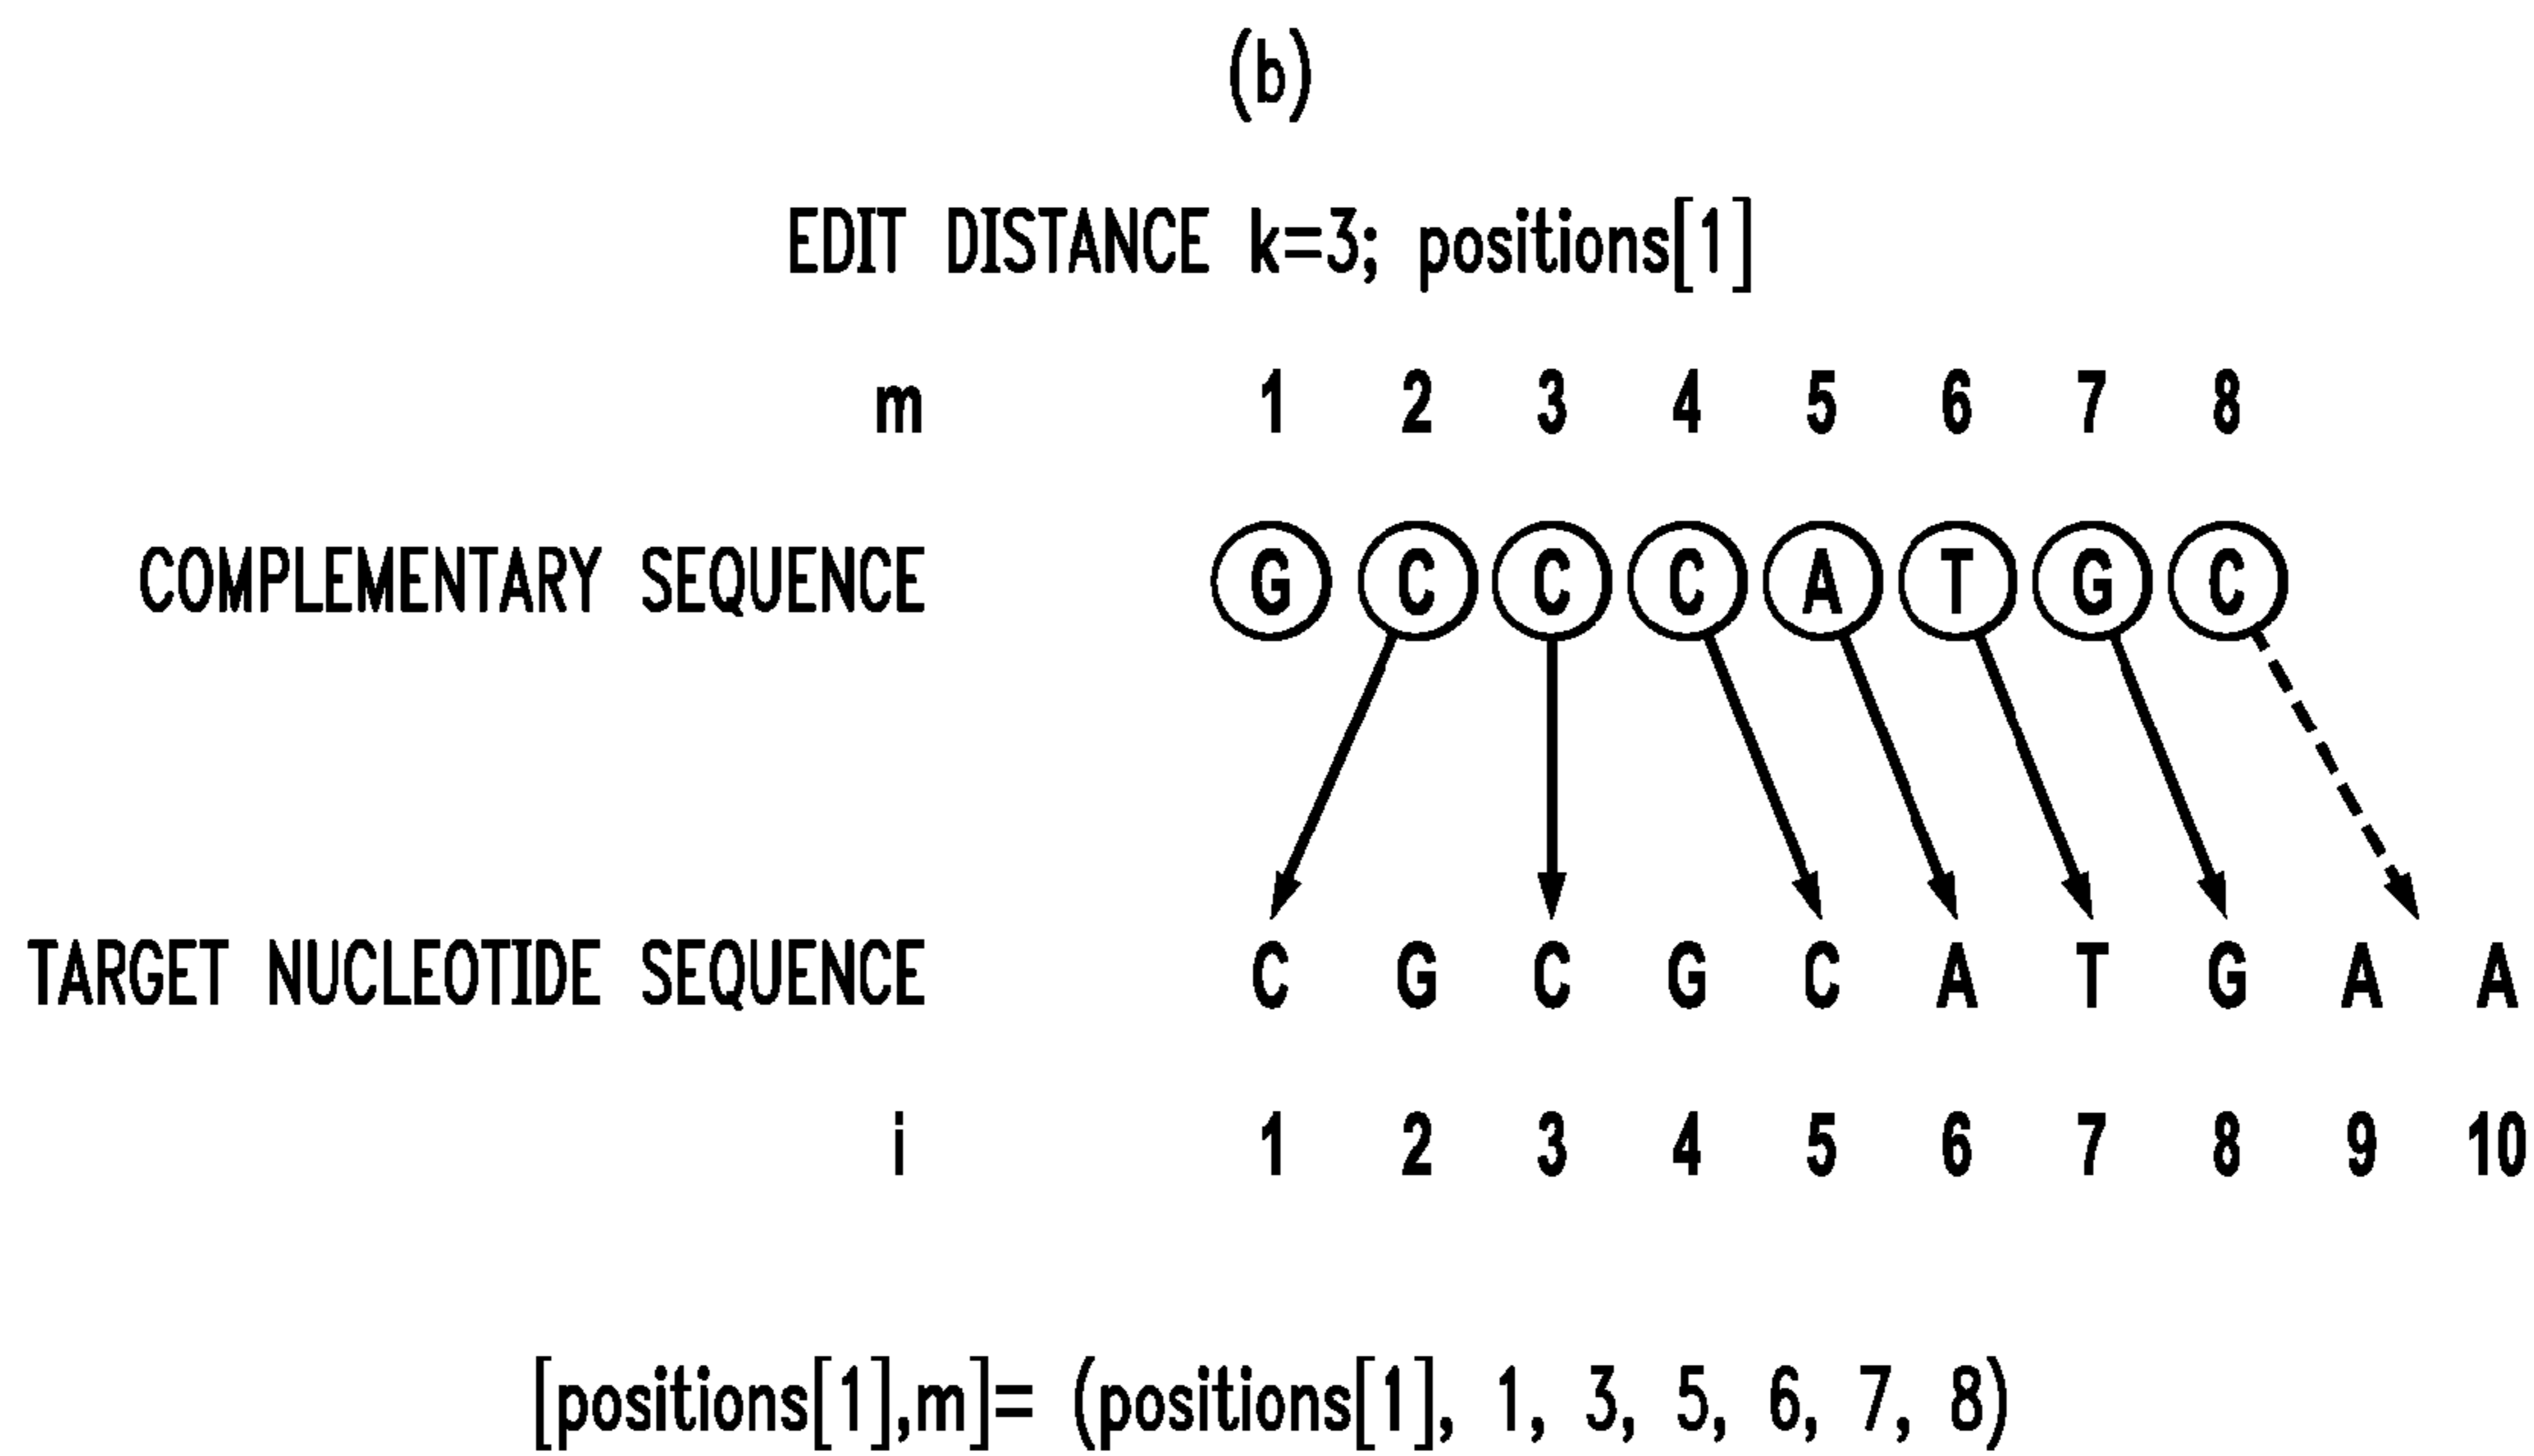 (b)
EDIT DISTANCE k=3; positions[1]
m 1 2 3 4 5 6 7 8
COMPLEMENTARY SEQUENCE G C C C A T G C
TARGET NUCLEOTIDE SEQUENCE C G C G C A T G A A
i 1 2 3 4 5 6 7 8 9 10
[positions[1],m]= (positions[1], 1, 3, 5, 6, 7, 8)